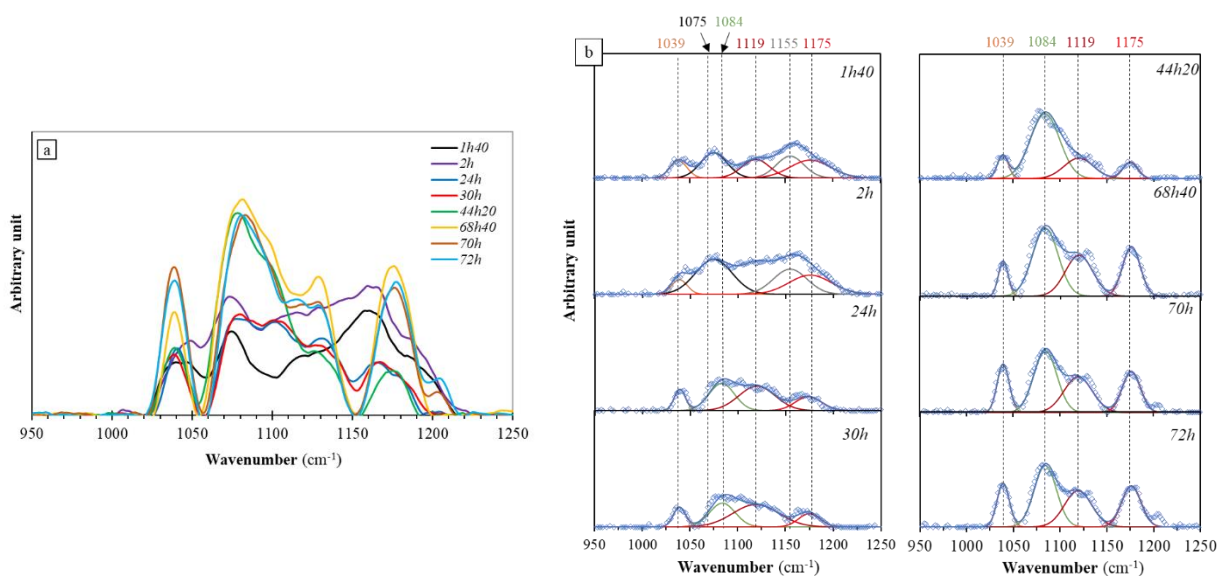 a
1h40
2h
24h
30h
44h20
68h40
70h
72h
Arbitrary unit
950 1000 1050 1100 1150 1200 1250
Wavenumber (cm⁻¹)
b
1075 1084
1039 1119 1155 1175
1h40
2h
24h
30h
Arbitrary unit
950 1000 1050 1100 1150 1200 1250
Wavenumber (cm⁻¹)
1039 1084 1119 1175
44h20
68h40
70h
72h
950 1000 1050 1100 1150 1200 1250
Wavenumber (cm⁻¹)